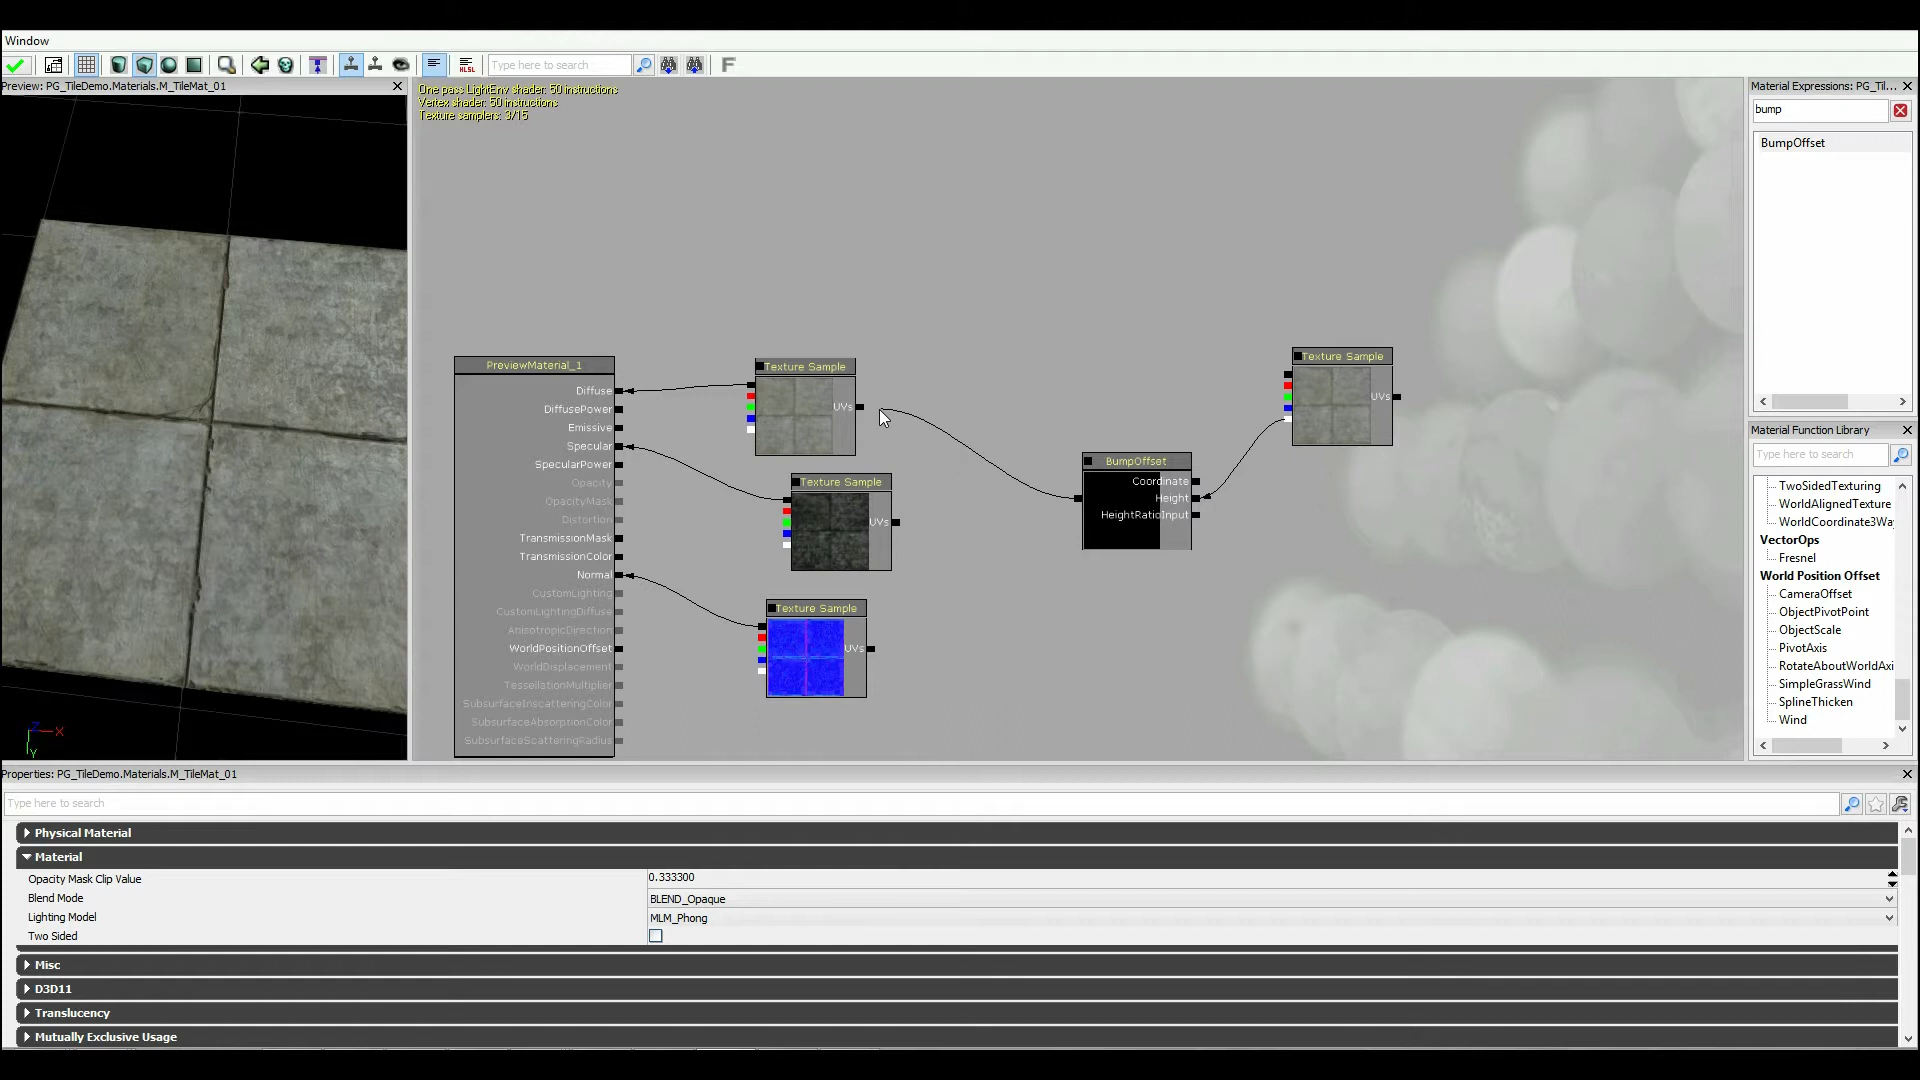 Window
HLSL
Type here to search
F
Preview: PG_TileDemo.Materials.M_TileMat_01
One pass LightEnv shader: 50 instructions
Vertex shader: 50 instructions
Texture samplers: 3/15
X
Z
Y
PreviewMaterial_1
Diffuse
DiffusePower
Emissive
Specular
SpecularPower
Opacity
OpacityMask
Distortion
TransmissionMask
TransmissionColor
Normal
CustomLighting
CustomLightingDiffuse
AnisotropicDirection
WorldPositionOffset
WorldDisplacement
TessellationMultiplier
SubsurfaceInscatteringColor
SubsurfaceAbsorptionColor
SubsurfaceScatteringRadius
Texture Sample
UVs
Texture Sample
UVs
Texture Sample
UVs
BumpOffset
Coordinate
Height
HeightRatioInput
Texture Sample
UVs
Material Expressions: PG_Til...
bump
BumpOffset
Material Function Library
Type here to search
TwoSidedTexturing
WorldAlignedTexture
WorldCoordinate3Wa
VectorOps
Fresnel
World Position Offset
CameraOffset
ObjectPivotPoint
ObjectScale
PivotAxis
RotateAboutWorldAxi
SimpleGrassWind
SplineThicken
Wind
Properties: PG_TileDemo.Materials.M_TileMat_01
Type here to search
Physical Material
Material
Opacity Mask Clip Value 0.333300
Blend Mode BLEND_Opaque
Lighting Model MLM_Phong
Two Sided
Misc
D3D11
Translucency
Mutually Exclusive Usage